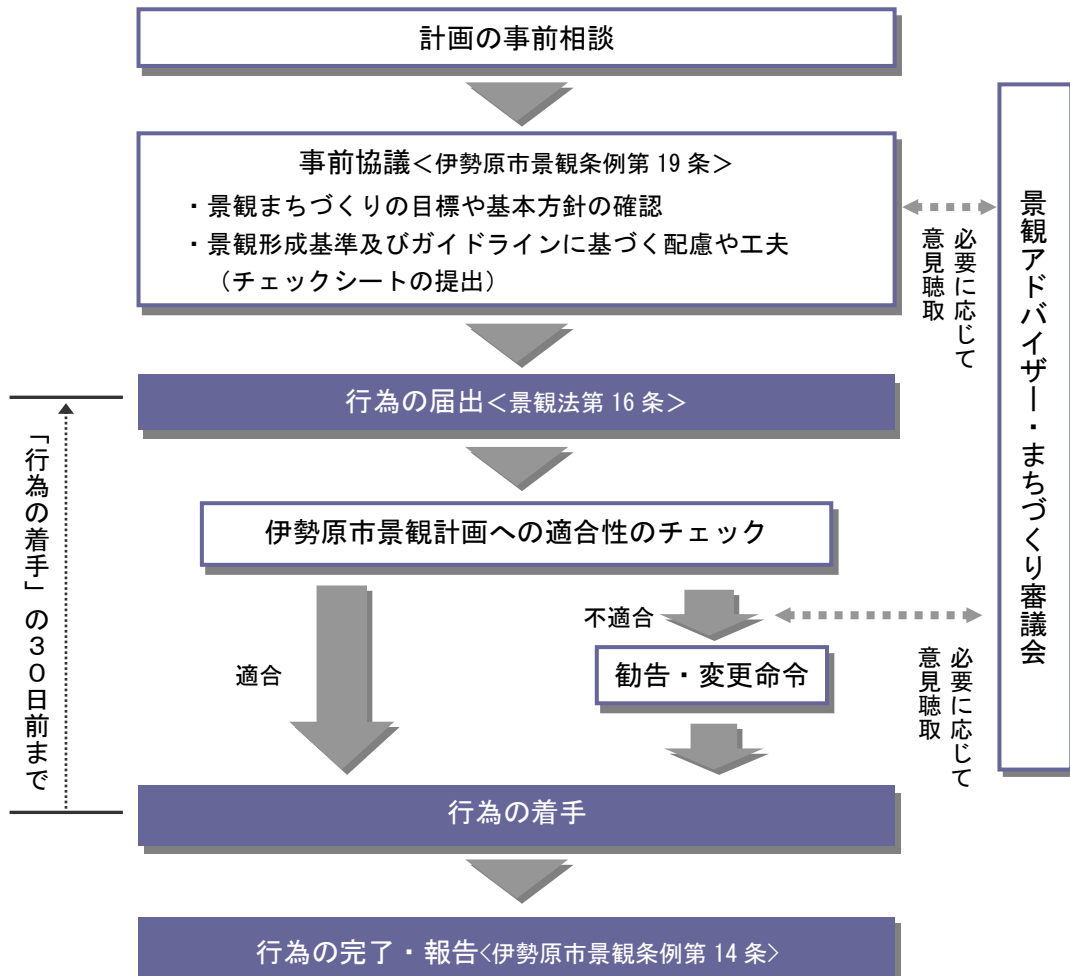 計画の事前相談
事前協議<伊勢原市景観条例第 19 条>
・景観まちづくりの目標や基本方針の確認
・景観形成基準及びガイドラインに基づく配慮や工夫
（チェックシートの提出）
必要に応じて
意見聴取
景観アドバイザー・まちづくり審議会
行為の届出<景観法第 16 条>
「行為の着手」の３０日前まで
伊勢原市景観計画への適合性のチェック
適合
不適合
勧告・変更命令
必要に応じて
意見聴取
行為の着手
行為の完了・報告<伊勢原市景観条例第 14 条>